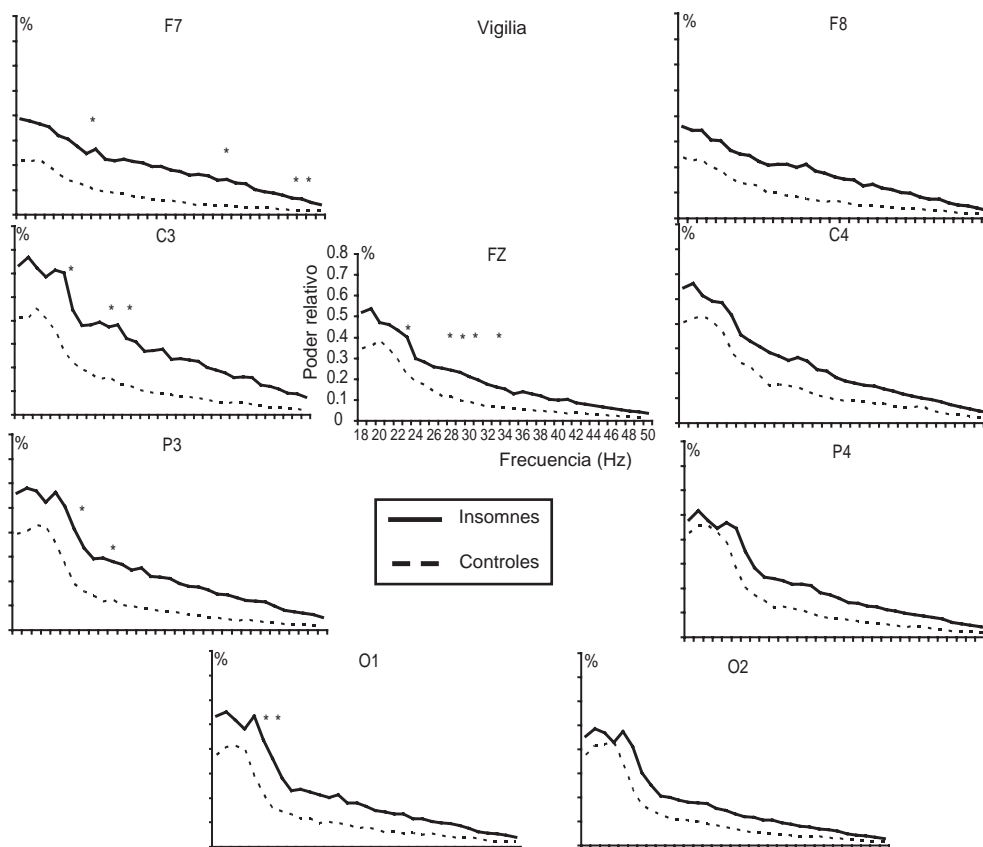 % F7 Vigilia % F8
* * * *
% C3 % FZ % C4
* * *
Poder relativo
0.8
0.7
0.6
0.5
0.4
0.3
0.2
0.1
0
* * * * *
18 20 22 24 26 28 30 32 34 36 38 40 42 44 46 48 50
Frecuencia (Hz)
% P3 % P4
* *
Insomnes
Controles
% O1 % O2
* *